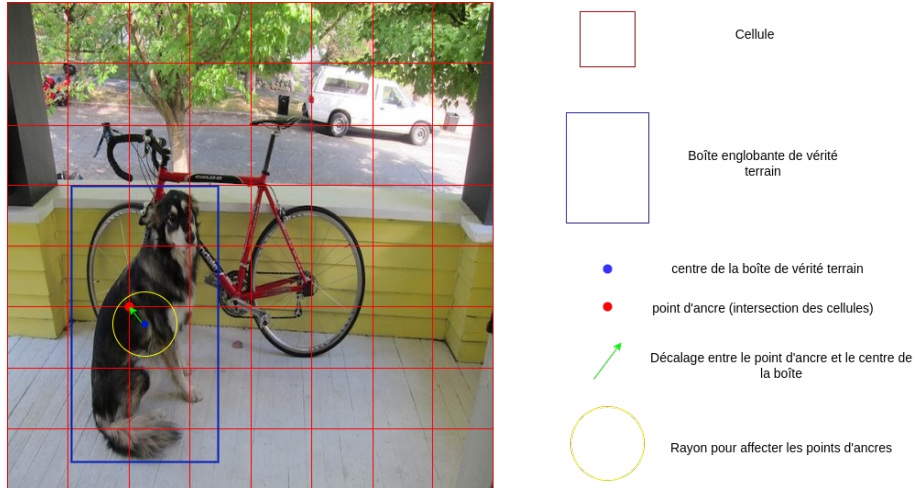 Cellule
Boîte englobante de vérité
terrain
centre de la boîte de vérité terrain
point d'ancre (intersection des cellules)
Décalage entre le point d'ancre et le centre de
la boîte
Rayon pour affecter les points d'ancres